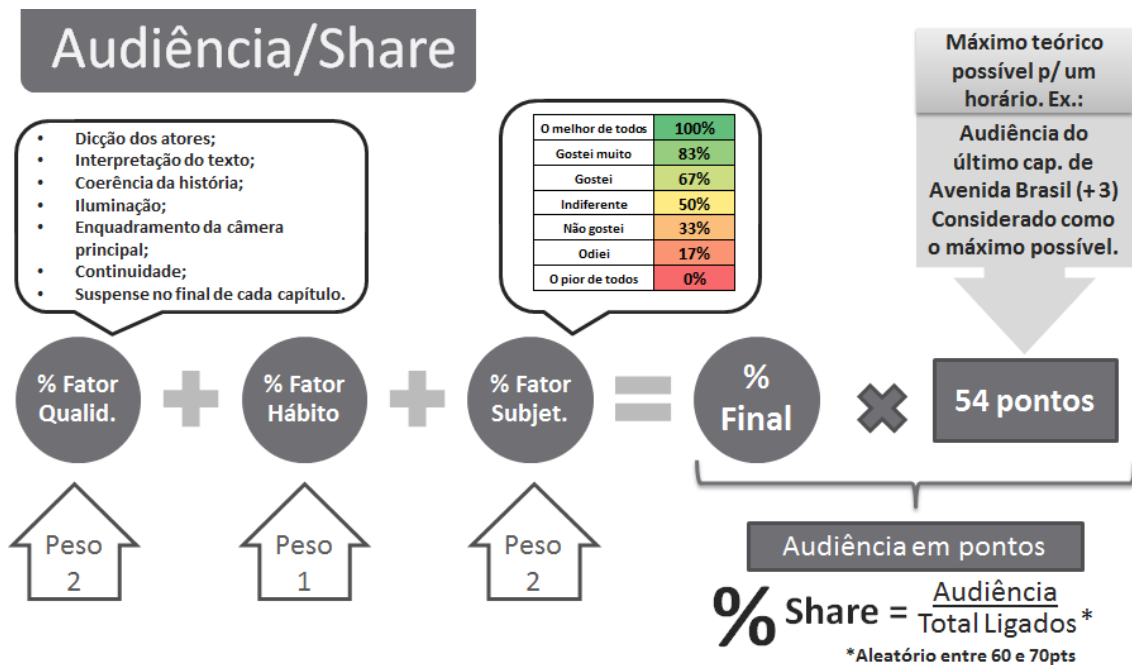 Audiência/Share
Máximo teórico
possível p/ um
horário. Ex.:
Audiência do
último cap. de
Avenida Brasil (+ 3)
Considerado como
o máximo possível.
• Dicção dos atores;
• Interpretação do texto;
• Coerência da história;
• Iluminação;
• Enquadramento da câmera
principal;
• Continuidade;
• Suspense no final de cada capítulo.
O melhor de todos 100%
Gostei muito 83%
Gostei 67%
Indiferente 50%
Não gostei 33%
Odiei 17%
O pior de todos 0%
% Fator
Qualid.
% Fator
Hábito
% Fator
Subjet.
%
Final
54 pontos
Peso
2
Peso
1
Peso
2
Audiência em pontos
% Share = Audiência
Total Ligados *
*Aleatório entre 60 e 70pts